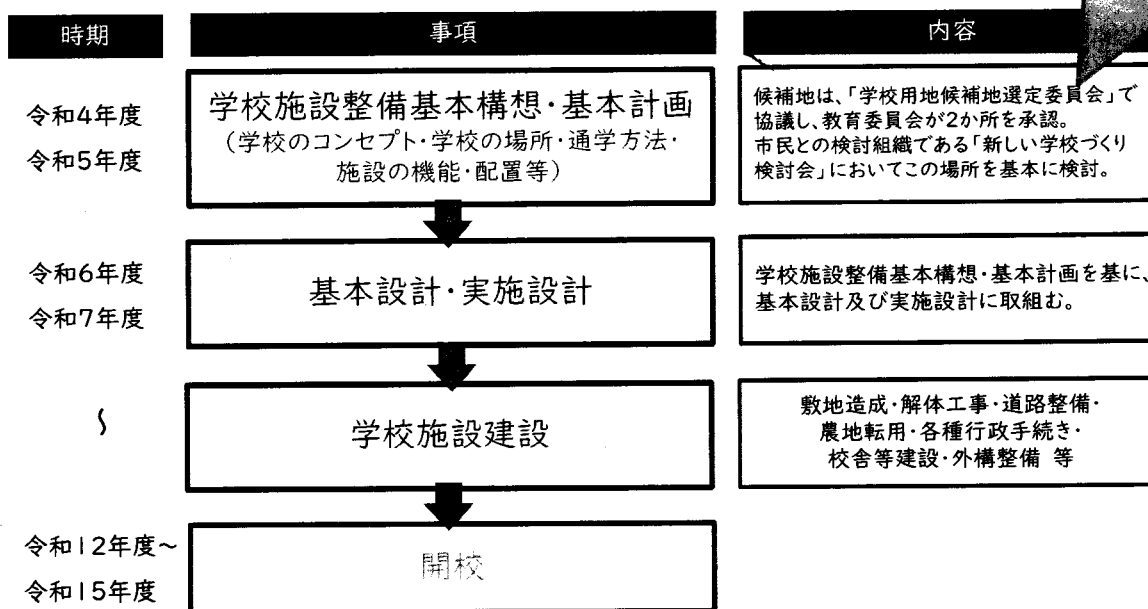 時期
事項
内容
令和4年度
令和5年度
学校施設整備基本構想・基本計画
（学校のコンセプト・学校の場所・通学方法・
施設の機能・配置等）
候補地は、「学校用地候補地選定委員会」で
協議し、教育委員会が2か所を承認。
市民との検討組織である「新しい学校づくり
検討会」においてこの場所を基本に検討。
令和6年度
令和7年度
基本設計・実施設計
学校施設整備基本構想・基本計画を基に、
基本設計及び実施設計に取組む。
〜
学校施設建設
敷地造成・解体工事・道路整備・
農地転用・各種行政手続き・
校舎等建設・外構整備 等
令和12年度～
令和15年度
開校